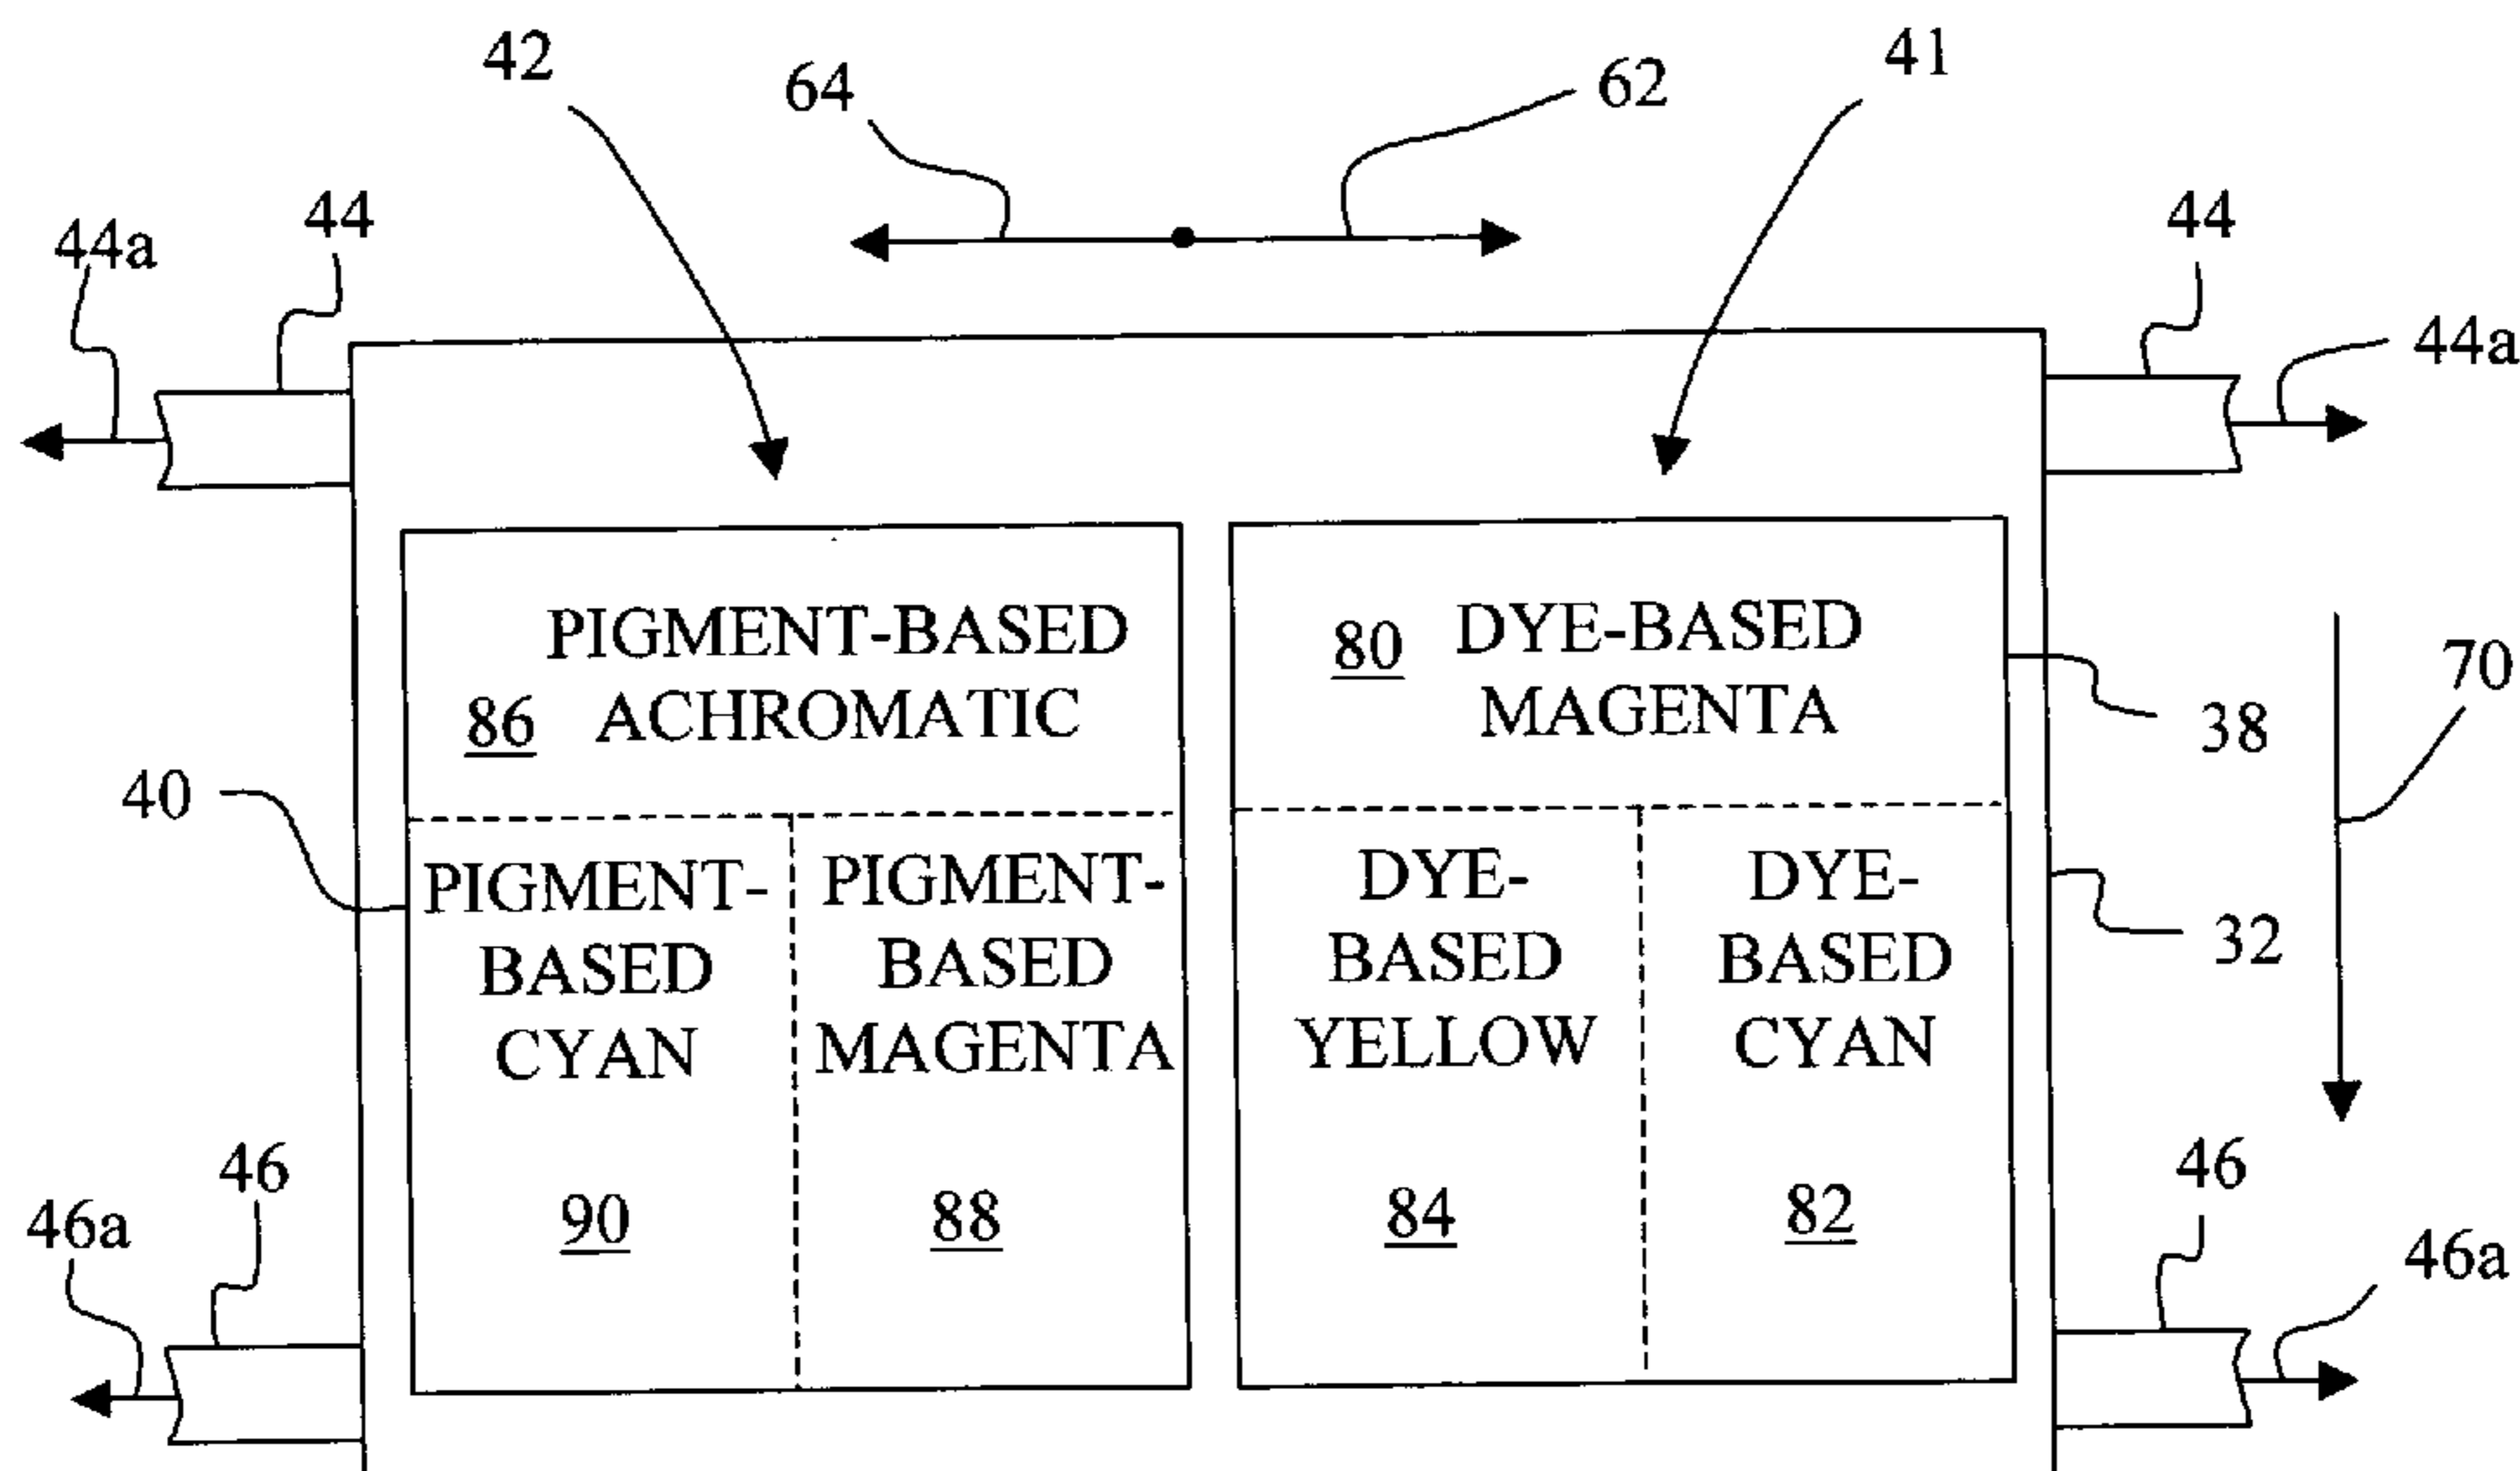 42
64
62
41
44a
44
44
44a
PIGMENT-BASED
ACHROMATIC
86
80
DYE-BASED
MAGENTA
70
38
40
PIGMENT-
BASED
CYAN
90
PIGMENT-
BASED
MAGENTA
88
DYE-
BASED
YELLOW
84
DYE-
BASED
CYAN
82
32
46
46a
46
46a